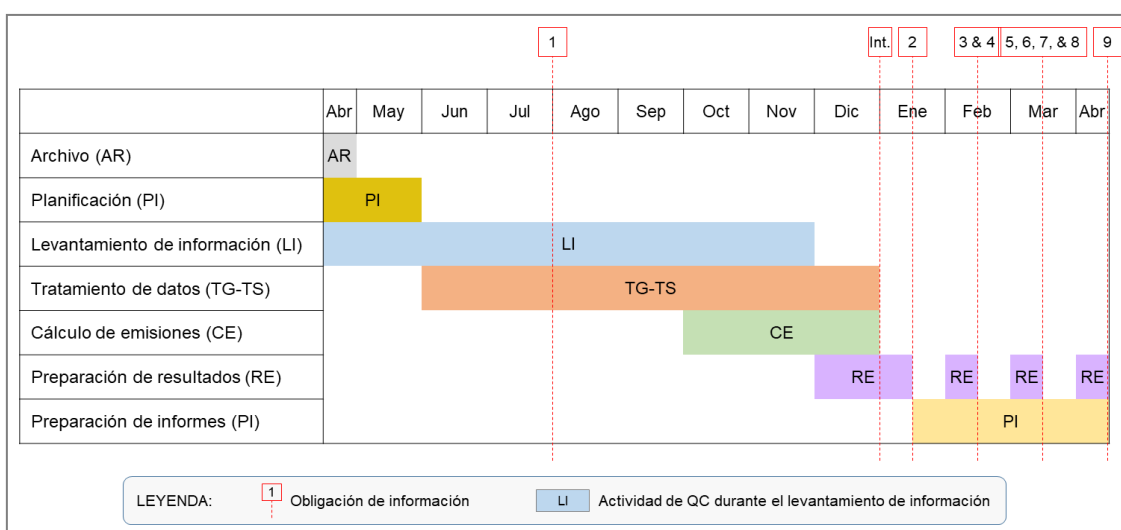 1 Int. 2 3 & 4 5, 6, 7, & 8 9
Abr May Jun Jul Ago Sep Oct Nov Dic Ene Feb Mar Abr
Archivo (AR) AR
Planificación (PI) PI
Levantamiento de información (LI) LI
Tratamiento de datos (TG-TS) TG-TS
Cálculo de emisiones (CE) CE
Preparación de resultados (RE) RE RE RE RE
Preparación de informes (PI) PI
LEYENDA: 1 Obligación de información LI Actividad de QC durante el levantamiento de información